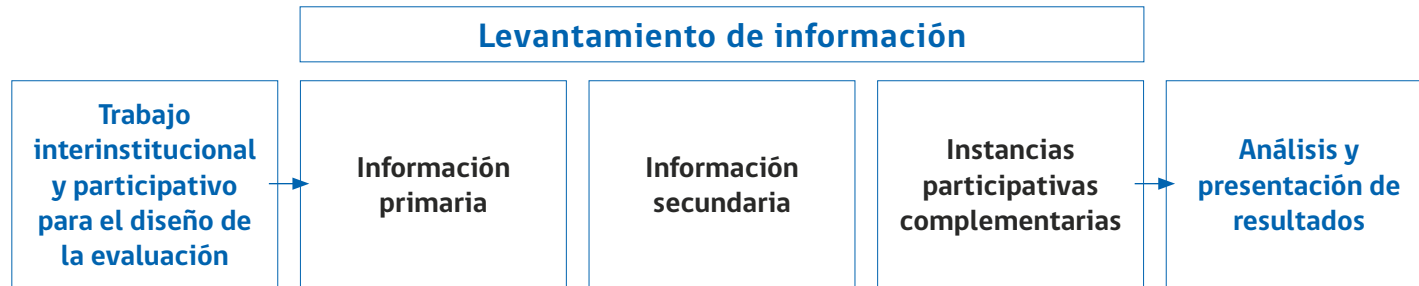 Levantamiento de información
Trabajo
interinstitucional
y participativo
para el diseño de
la evaluación
Información
primaria
Información
secundaria
Instancias
participativas
complementarias
Análisis y
presentación de
resultados